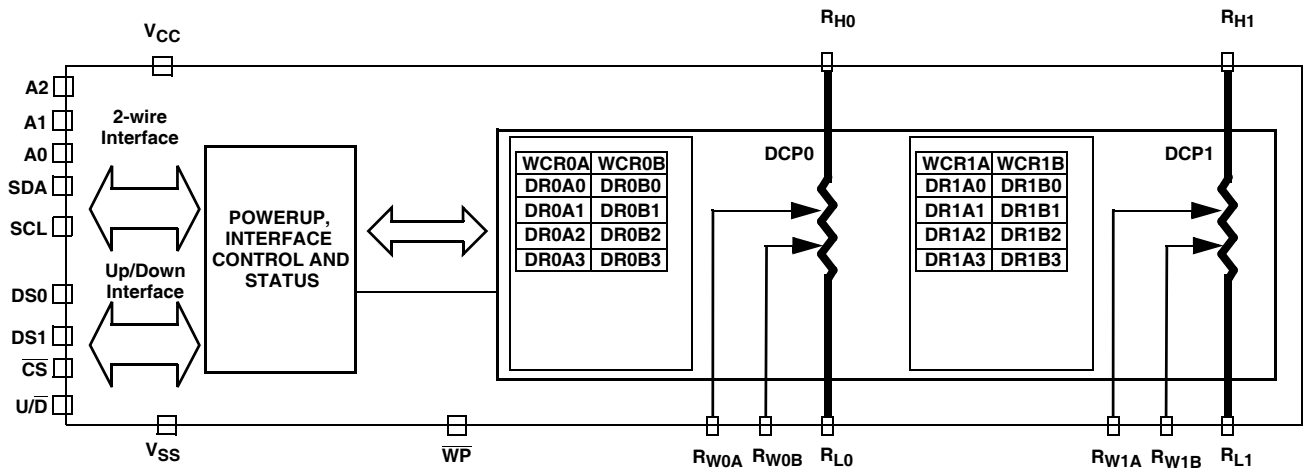 VCC
RH0
RH1
A2
A1
A0
SDA
SCL
DS0
DS1
C̅S̅
U/D̅
2-wire
Interface
Up/Down
Interface
POWERUP,
INTERFACE
CONTROL AND
STATUS
WCR0A WCR0B
DR0A0 DR0B0
DR0A1 DR0B1
DR0A2 DR0B2
DR0A3 DR0B3
DCP0
WCR1A WCR1B
DR1A0 DR1B0
DR1A1 DR1B1
DR1A2 DR1B2
DR1A3 DR1B3
DCP1
VSS
W̅P̅
RW0A
RW0B
RL0
RW1A
RW1B
RL1